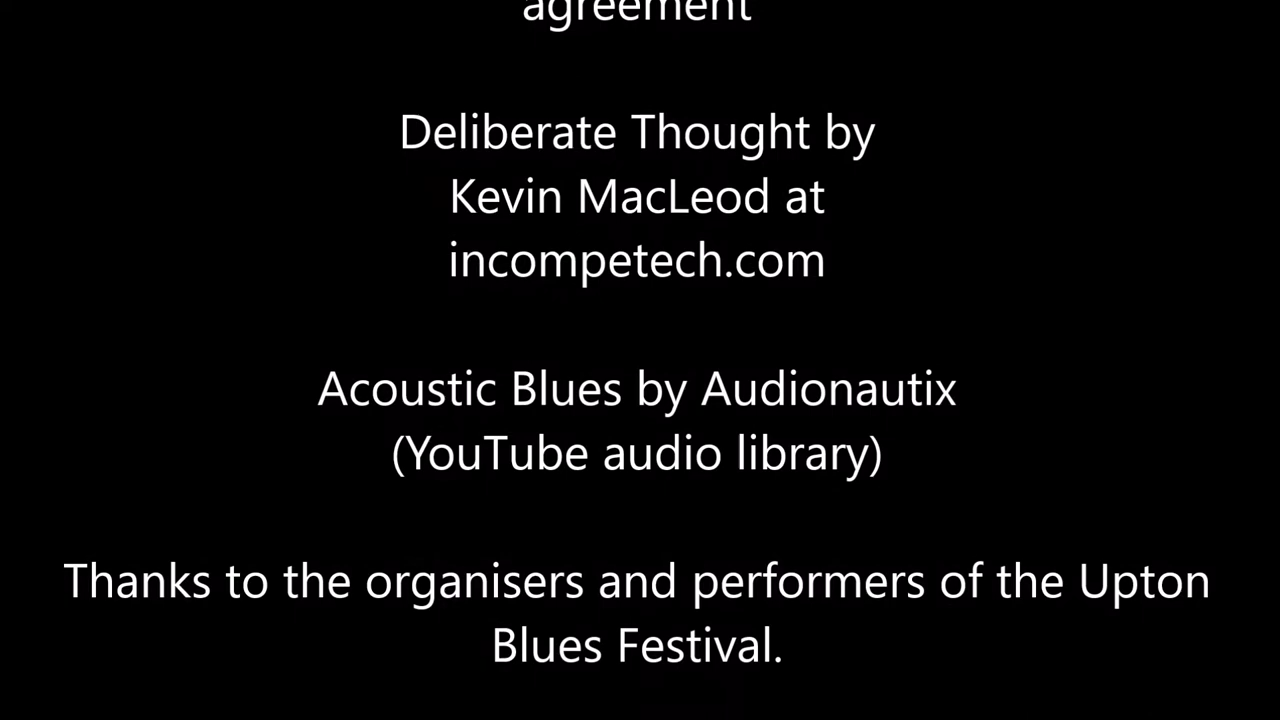 agreement
Deliberate Thought by
Kevin MacLeod at
incompetech.com
Acoustic Blues by Audionautix
(YouTube audio library)
Thanks to the organisers and performers of the Upton
Blues Festival.